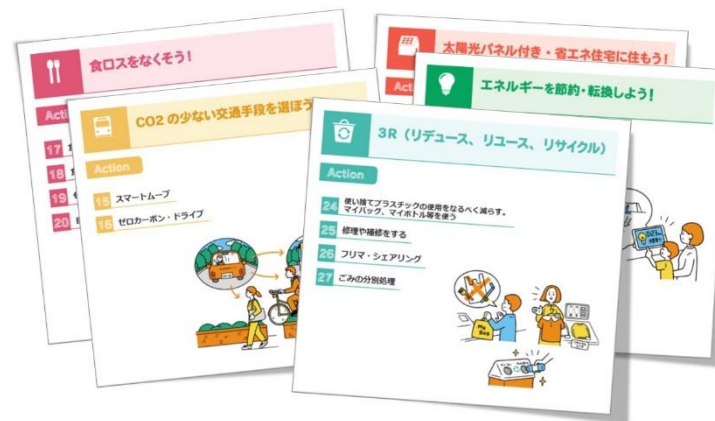 食ロスをなくそう!
17
18
19
20
CO2 の少ない交通手段を選ぼう
Action
15 スマートムーブ
16 ゼロカーボン・ドライブ
太陽光パネル付き・省エネ住宅に住もう!
エネルギーを節約・転換しよう!
3R(リデュース、リユース、リサイクル)
Action
24 使い捨てプラスチックの使用をなるべく減らす。
マイバッグ、マイボトル等を使う
25 修理や補修をする
26 フリマ・シェアリング
27 ごみの分別処理
My
Bag